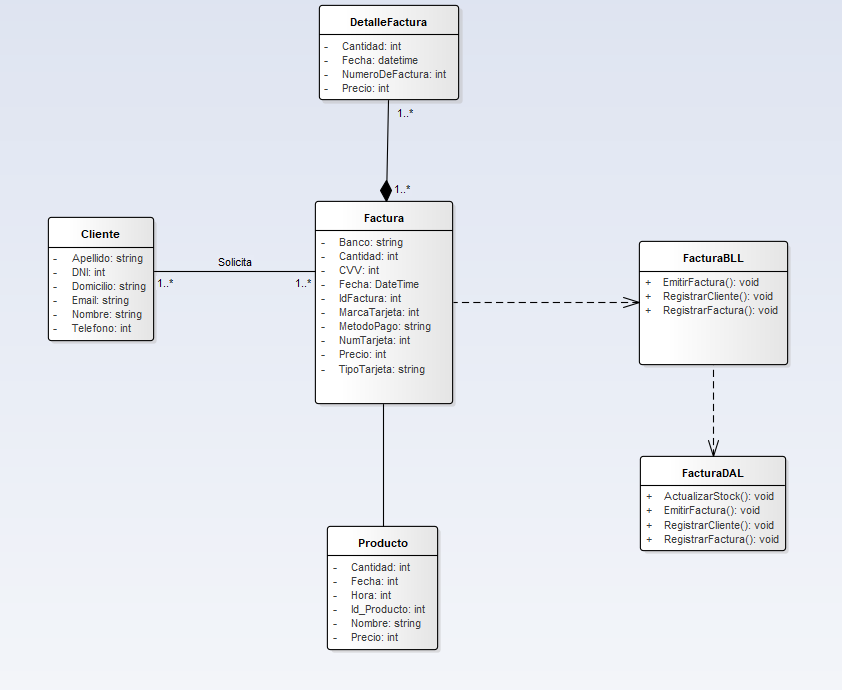 DetalleFactura
- Cantidad: int
- Fecha: datetime
- NumeroDeFactura: int
- Precio: int
1..*
1..*
Factura
- Banco: string
- Cantidad: int
- CVV: int
- Fecha: DateTime
- IdFactura: int
- MarcaTarjeta: int
- MetodoPago: string
- NumTarjeta: int
- Precio: int
- TipoTarjeta: string
Cliente
- Apellido: string
- DNI: int
- Domicilio: string
- Email: string
- Nombre: string
- Telefono: int
Solicita
1..*
1..*
FacturaBLL
+ EmitirFactura(): void
+ RegistrarCliente(): void
+ RegistrarFactura(): void
FacturaDAL
+ ActualizarStock(): void
+ EmitirFactura(): void
+ RegistrarCliente(): void
+ RegistrarFactura(): void
Producto
- Cantidad: int
- Fecha: int
- Hora: int
- Id_Producto: int
- Nombre: string
- Precio: int